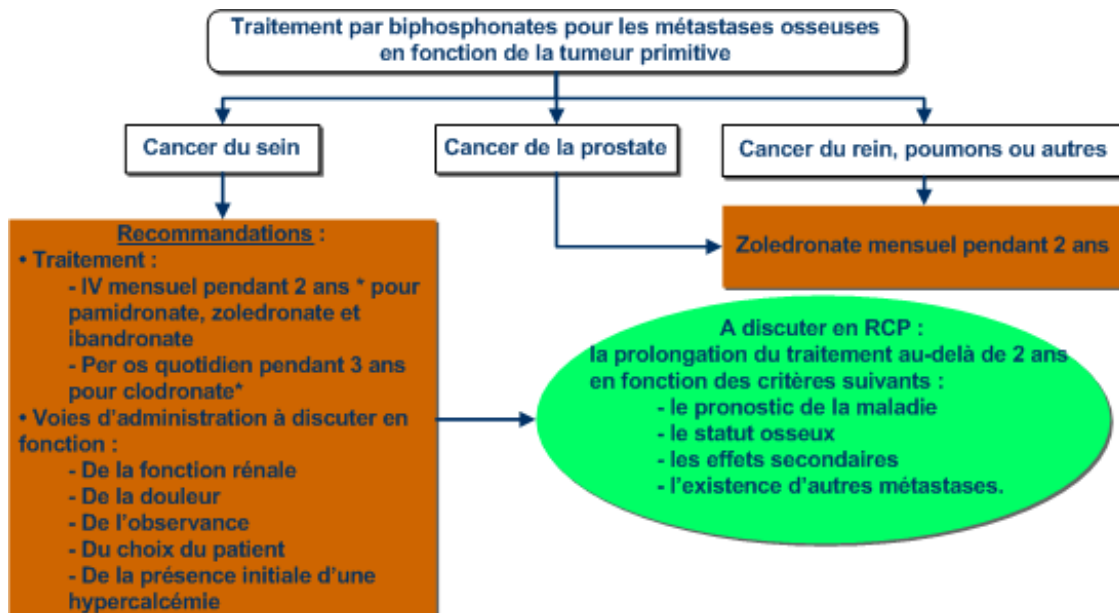 Traitement par biphosphonates pour les métastases osseuses
en fonction de la tumeur primitive
Cancer du sein
Cancer de la prostate
Cancer du rein, poumons ou autres
Recommandations :
• Traitement :
- IV mensuel pendant 2 ans * pour
pamidronate, zoledronate et
ibandronate
- Per os quotidien pendant 3 ans
pour clodronate*
• Voies d'administration à discuter en
fonction :
- De la fonction rénale
- De la douleur
- De l'observance
- Du choix du patient
- De la présence initiale d'une
hypercalcémie
Zoledronate mensuel pendant 2 ans
A discuter en RCP :
la prolongation du traitement au-delà de 2 ans
en fonction des critères suivants :
- le pronostic de la maladie
- le statut osseux
- les effets secondaires
- l'existence d'autres métastases.